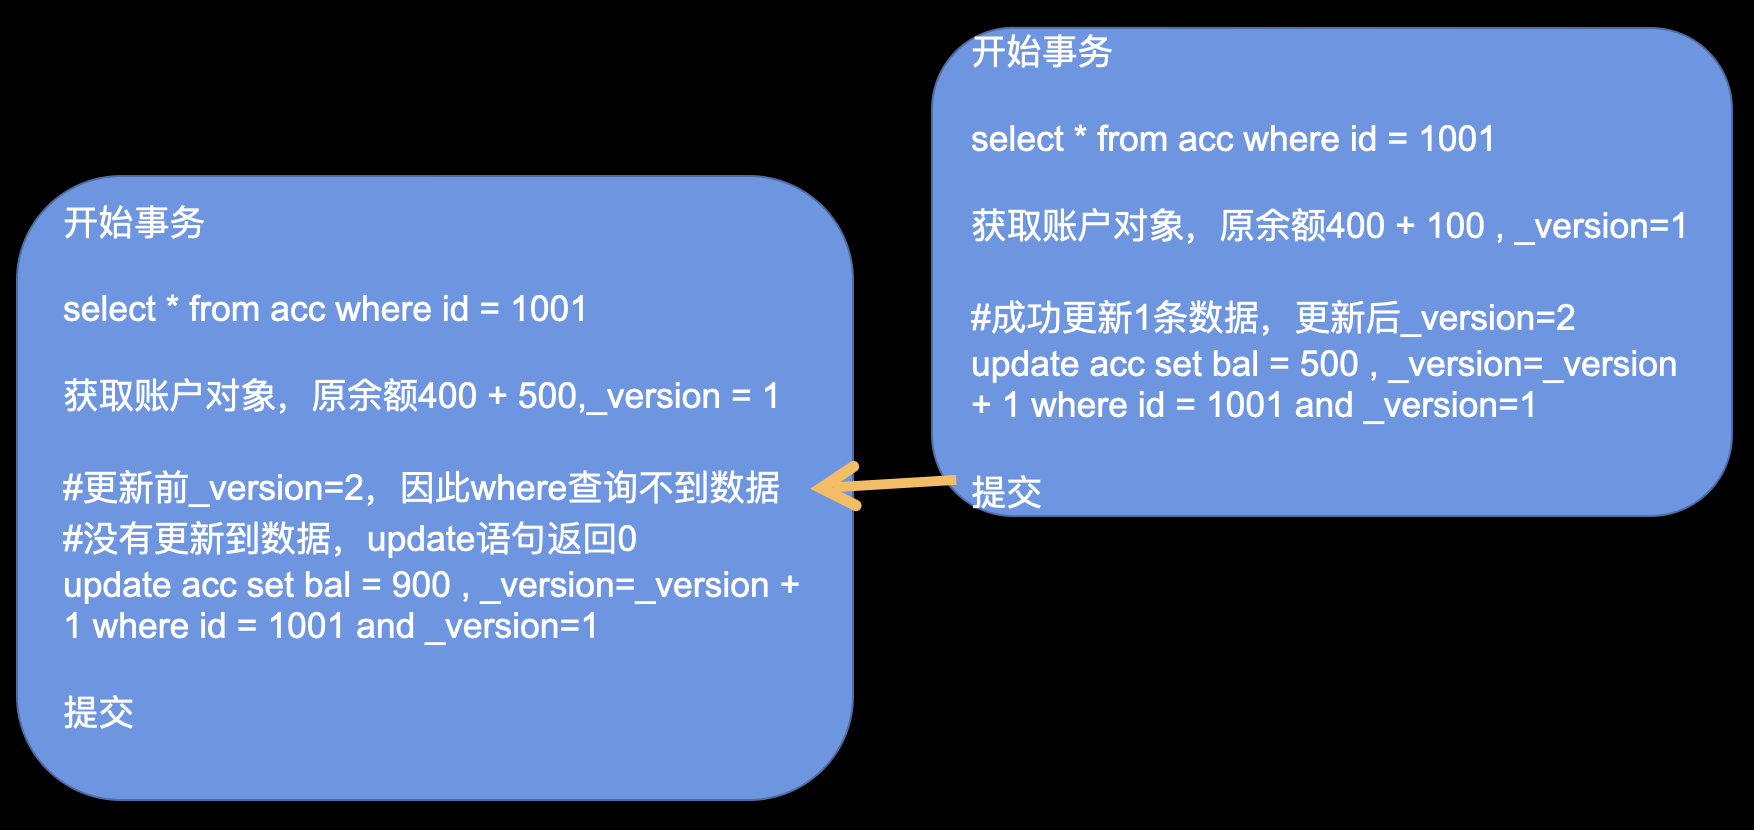 开始事务
select * from acc where id = 1001
获取账户对象，原余额400 + 500,_version = 1
#更新前_version=2，因此where查询不到数据
#没有更新到数据，update语句返回0
update acc set bal = 900 , _version=_version +
1 where id = 1001 and _version=1
提交
开始事务
select * from acc where id = 1001
获取账户对象，原余额400 + 100 , _version=1
#成功更新1条数据，更新后_version=2
update acc set bal = 500 , _version=_version
+ 1 where id = 1001 and _version=1
提交